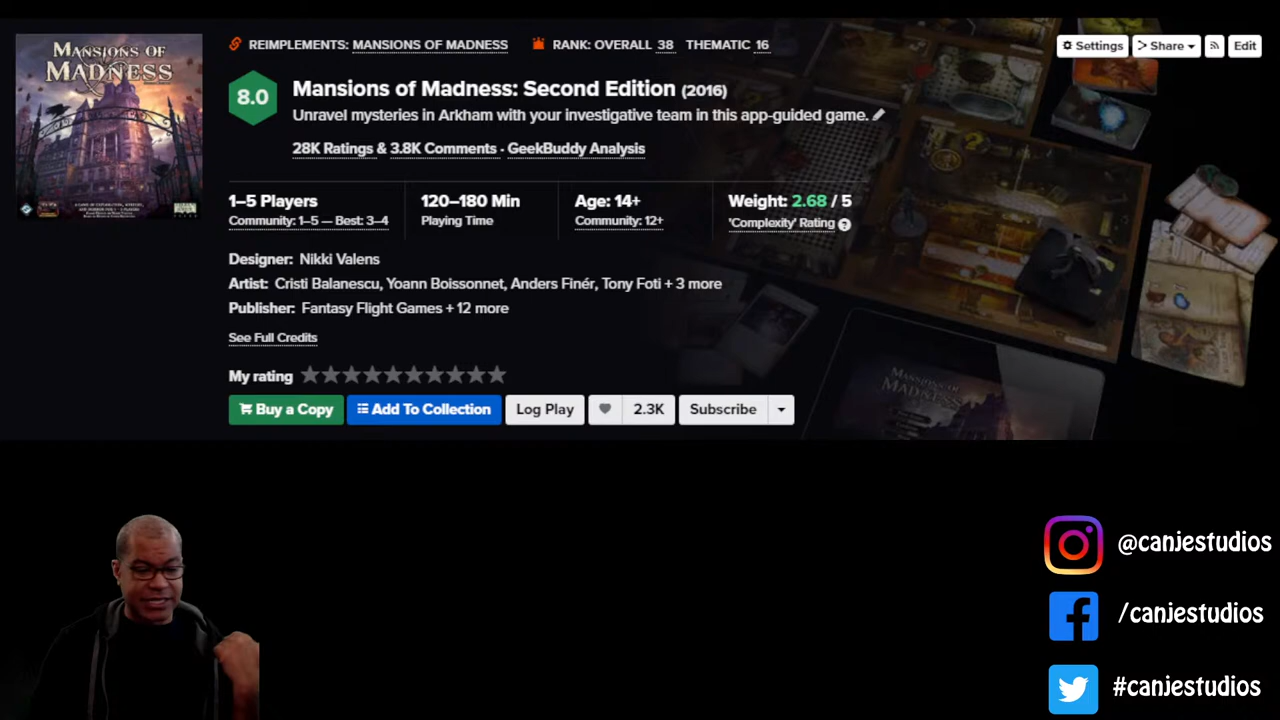 REIMPLEMENTS: MANSIONS OF MADNESS RANK: OVERALL 38 THEMATIC 16
Settings Share Edit
MANSIONS OF
MADNESS
8.0
Mansions of Madness: Second Edition (2016)
Unravel mysteries in Arkham with your investigative team in this app-guided game.
28K Ratings & 3.8K Comments · GeekBuddy Analysis
1–5 Players 120–180 Min Age: 14+ Weight: 2.68 / 5
Community: 1–5 — Best: 3–4 Playing Time Community: 12+ 'Complexity' Rating ?
Designer: Nikki Valens
Artist: Cristi Balanescu, Yoann Boissonnet, Anders Finér, Tony Foti + 3 more
Publisher: Fantasy Flight Games + 12 more
See Full Credits
My rating
Buy a Copy Add To Collection Log Play 2.3K Subscribe
MANSIONS OF
MADNESS
@canjestudios
/canjestudios
#canjestudios